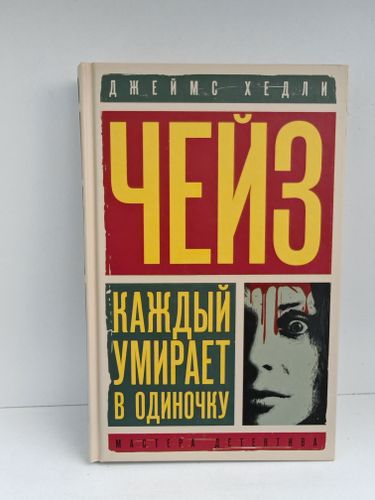 ДЖЕЙМС ХЕДЛИ
ЧЕЙЗ
КАЖДЫЙ
УМИРАЕТ
В ОДИНОЧКУ
МАСТЕРА ДЕТЕКТИВА